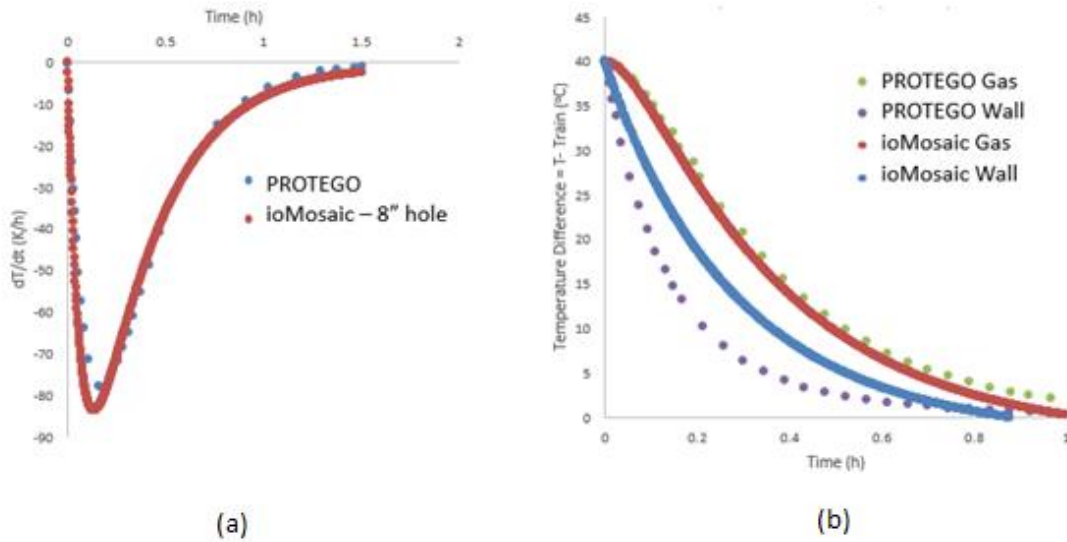 Time (h)
0 0.5 1 1.5 2
0
-10
-20
-30
-40
-50
-60
-70
-80
-90
dT/dt (K/h)
PROTEGO
ioMosaic – 8” hole
(a)
45
40
35
30
25
20
15
10
5
0
Temperature Difference = T- Train (ºC)
PROTEGO Gas
PROTEGO Wall
ioMosaic Gas
ioMosaic Wall
0 0.2 0.4 0.6 0.8 1
Time (h)
(b)